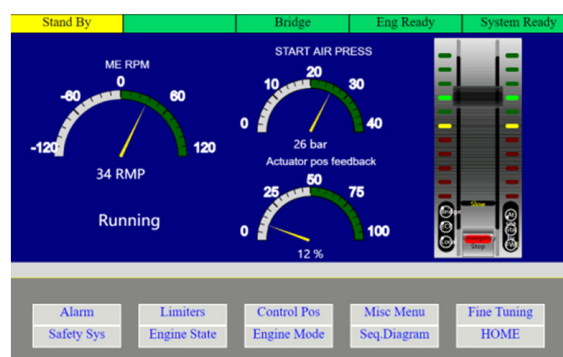 Stand By
Bridge
Eng Ready
System Ready
ME RPM
-120
-60
0
60
120
34 RMP
Running
START AIR PRESS
0
10
20
30
40
26 bar
Actuator pos feedback
0
25
50
75
100
12 %
Slow
Stop
Alarm
Limiters
Control Pos
Misc Menu
Fine Tuning
Safety Sys
Engine State
Engine Mode
Seq.Diagram
HOME